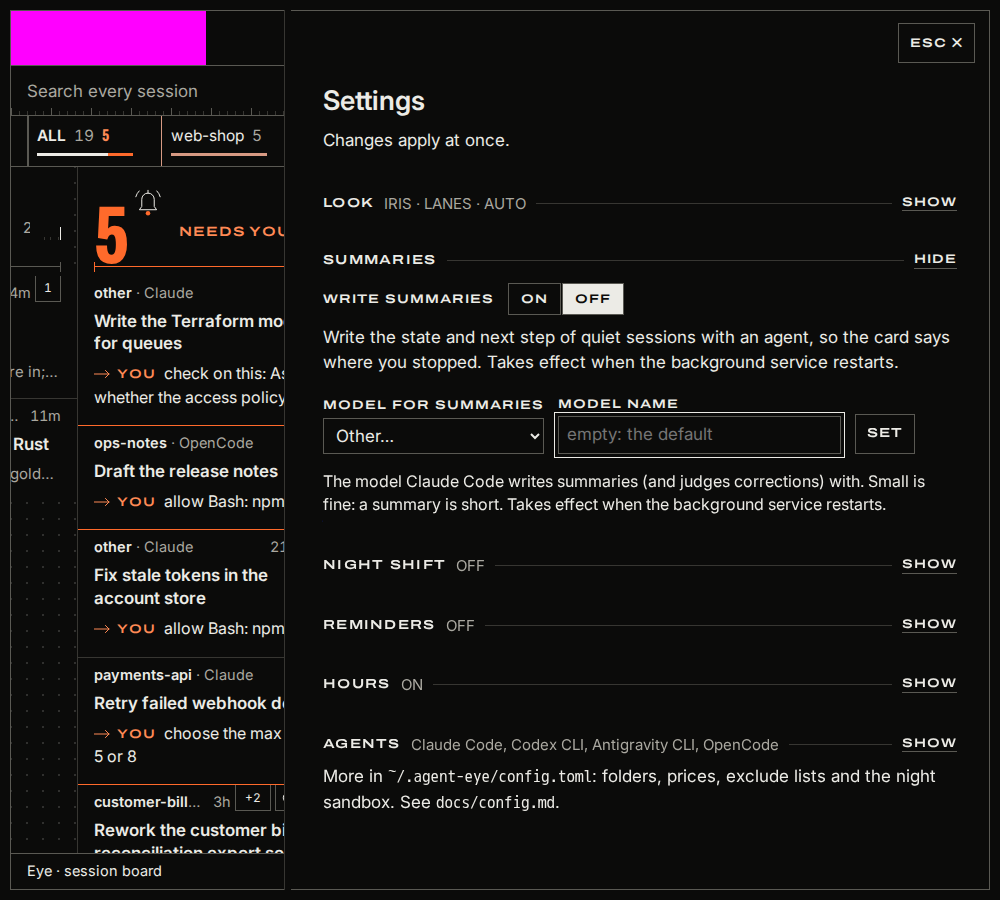 Search every session
ALL 19 5
web-shop 5
2
5
NEEDS YOU
4m 1
other · Claude
Write the Terraform mo
for queues
→ YOU check on this: As
whether the access policy
re in;...
.. 11m
Rust
gold...
ops-notes · OpenCode
Draft the release notes
→ YOU allow Bash: npm
other · Claude 21
Fix stale tokens in the
account store
→ YOU allow Bash: npm
payments-api · Claude
Retry failed webhook de
→ YOU choose the max
5 or 8
customer-bill... 3h +2
Rework the customer bi
reconciliation export sc
Eye · session board
ESC ✕
Settings
Changes apply at once.
LOOK IRIS · LANES · AUTO SHOW
SUMMARIES HIDE
WRITE SUMMARIES ON OFF
Write the state and next step of quiet sessions with an agent, so the card says
where you stopped. Takes effect when the background service restarts.
MODEL FOR SUMMARIES MODEL NAME
Other... empty: the default SET
The model Claude Code writes summaries (and judges corrections) with. Small is
fine: a summary is short. Takes effect when the background service restarts.
NIGHT SHIFT OFF SHOW
REMINDERS OFF SHOW
HOURS ON SHOW
AGENTS Claude Code, Codex CLI, Antigravity CLI, OpenCode SHOW
More in ~/.agent-eye/config.toml: folders, prices, exclude lists and the night
sandbox. See docs/config.md.